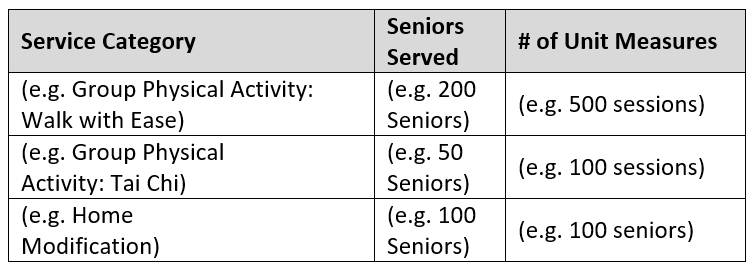 Service Category
Seniors
Served
# of Unit Measures
(e.g. Group Physical Activity:
Walk with Ease)
(e.g. 200
Seniors)
(e.g. 500 sessions)
(e.g. Group Physical
Activity: Tai Chi)
(e.g. 50
Seniors)
(e.g. 100 sessions)
(e.g. Home
Modification)
(e.g. 100
Seniors)
(e.g. 100 seniors)